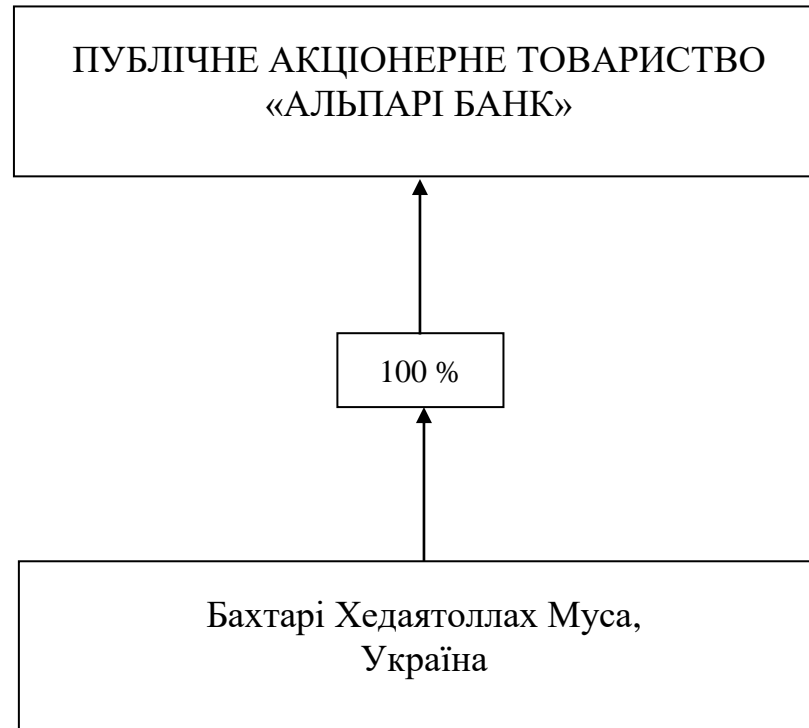 ПУБЛІЧНЕ АКЦІОНЕРНЕ ТОВАРИСТВО
«АЛЬПАРІ БАНК»
100 %
Бахтарі Хедаятоллах Муса,
Україна